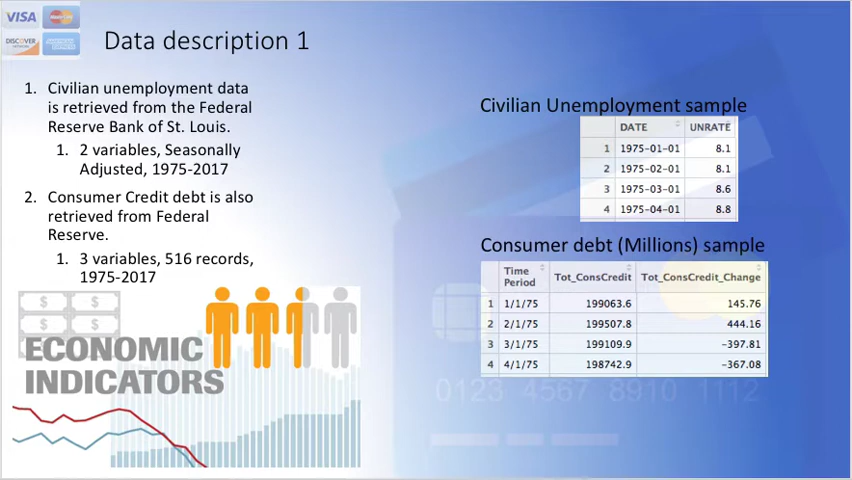 VISA
MasterCard
DISCOVER
AMERICAN EXPRESS
Data description 1
1. Civilian unemployment data
is retrieved from the Federal
Reserve Bank of St. Louis.
1. 2 variables, Seasonally
Adjusted, 1975-2017
2. Consumer Credit debt is also
retrieved from Federal
Reserve.
1. 3 variables, 516 records,
1975-2017
$ $
$ $
ECONOMIC
INDICATORS
Civilian Unemployment sample
DATE UNRATE
1 1975-01-01 8.1
2 1975-02-01 8.1
3 1975-03-01 8.6
4 1975-04-01 8.8
Consumer debt (Millions) sample
Time Period Tot_ConsCredit Tot_ConsCredit_Change
1 1/1/75 199063.6 145.76
2 2/1/75 199507.8 444.16
3 3/1/75 199109.9 -397.81
4 4/1/75 198742.9 -367.08
0123 4567 8910 1112